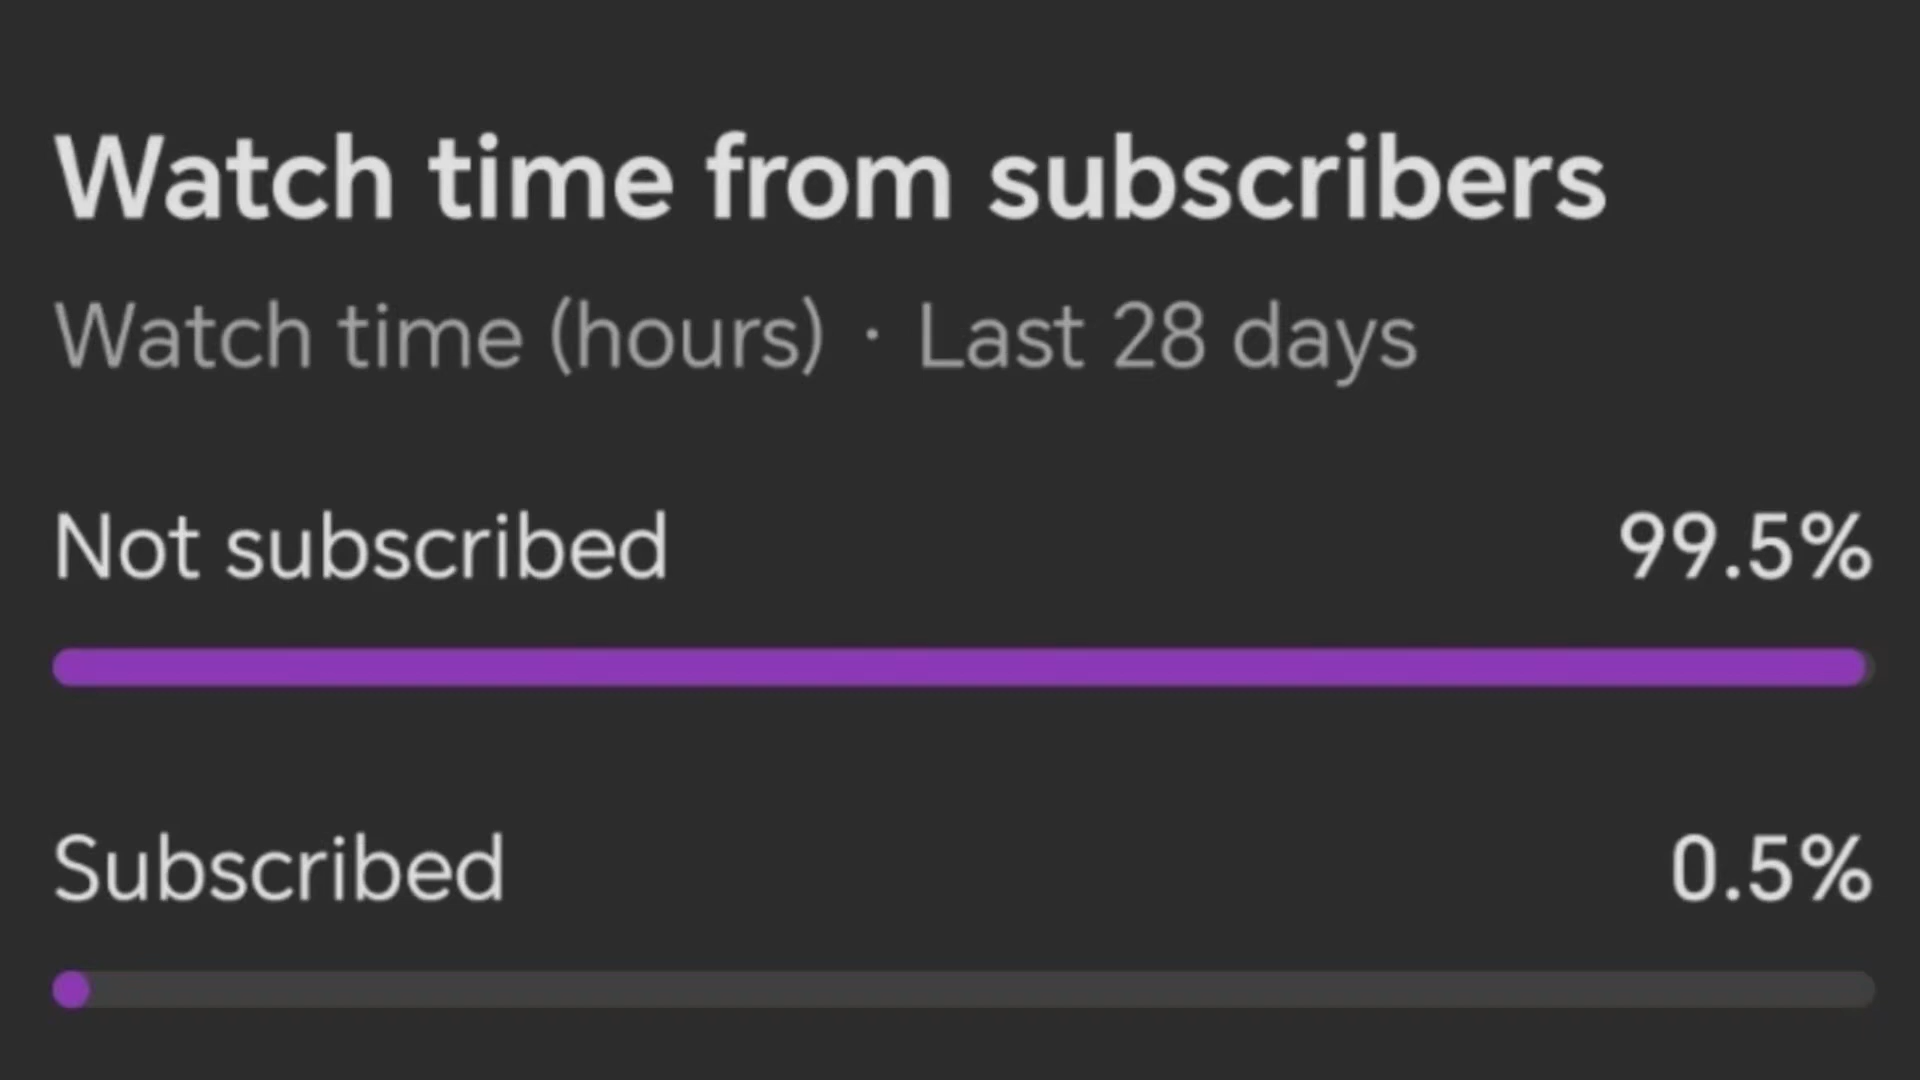 Watch time from subscribers
Watch time (hours) · Last 28 days
Not subscribed 99.5%
Subscribed 0.5%